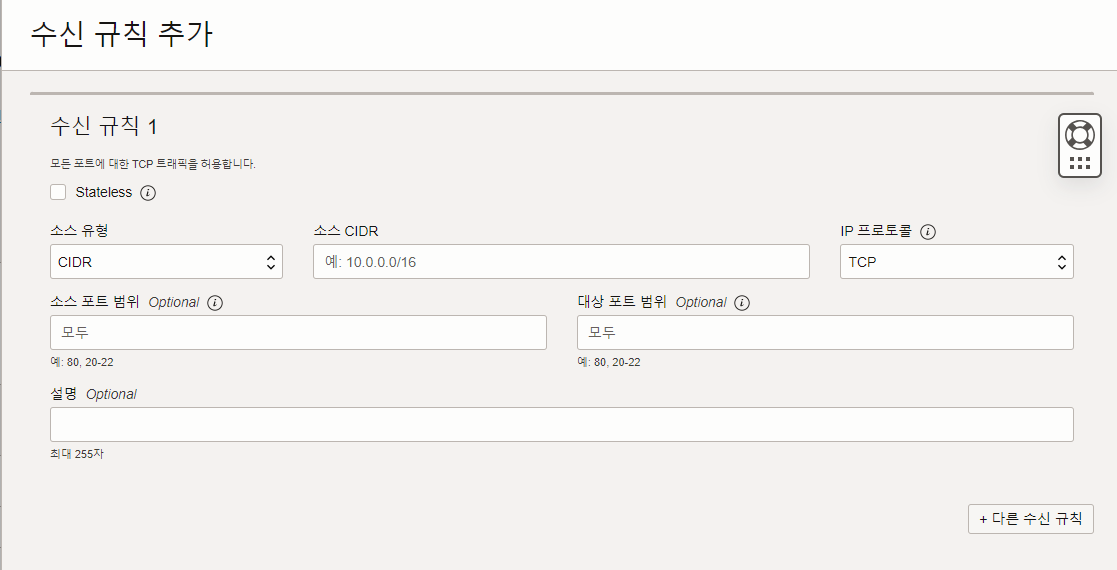 수신 규칙 추가
수신 규칙 1
모든 포트에 대한 TCP 트래픽을 허용합니다.
Stateless
소스 유형 소스 CIDR IP 프로토콜
CIDR 예: 10.0.0.0/16 TCP
소스 포트 범위 Optional 대상 포트 범위 Optional
모두 모두
예: 80, 20-22 예: 80, 20-22
설명 Optional
최대 255자
+ 다른 수신 규칙